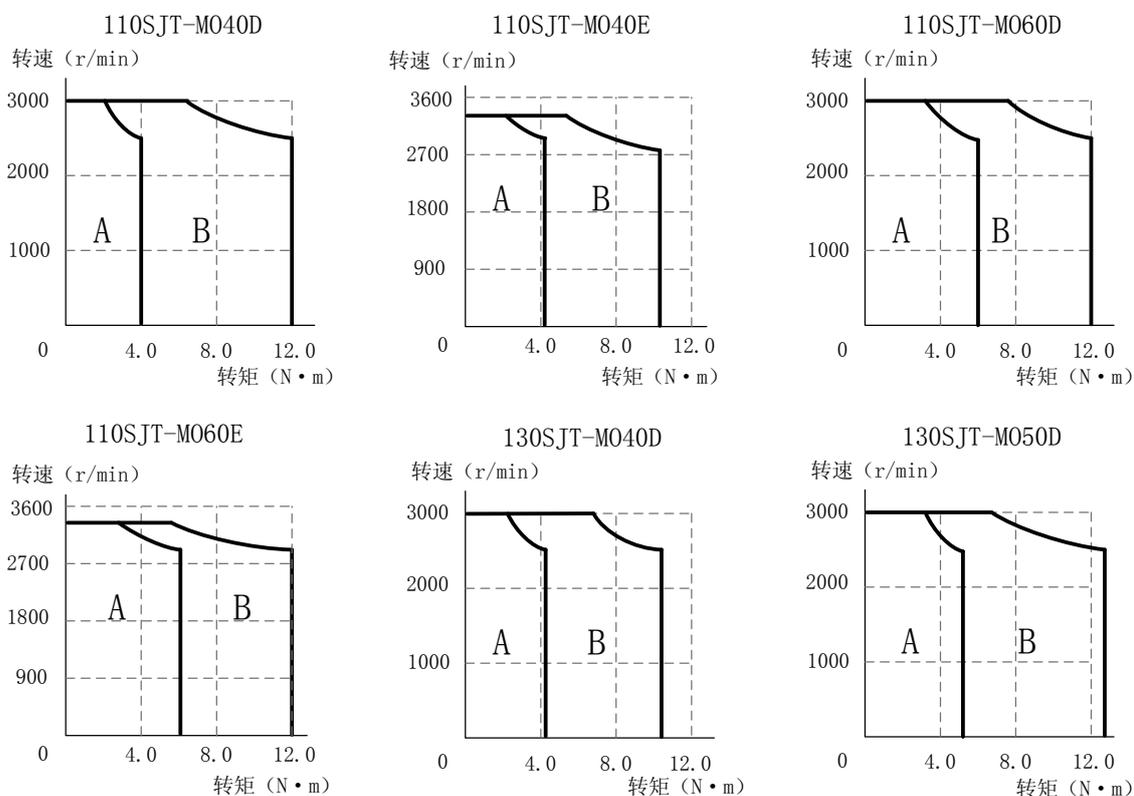 110SJT-M040D
转速（r/min）
3000
2000
1000
A
B
0
4.0
8.0
12.0
转矩（N·m）
110SJT-M040E
转速（r/min）
3600
2700
1800
900
A
B
0
4.0
8.0
12.0
转矩（N·m）
110SJT-M060D
转速（r/min）
3000
2000
1000
A
B
0
4.0
8.0
12.0
转矩（N·m）
110SJT-M060E
转速（r/min）
3600
2700
1800
900
A
B
0
4.0
8.0
12.0
转矩（N·m）
130SJT-M040D
转速（r/min）
3000
2000
1000
A
B
0
4.0
8.0
12.0
转矩（N·m）
130SJT-M050D
转速（r/min）
3000
2000
1000
A
B
0
4.0
8.0
12.0
转矩（N·m）